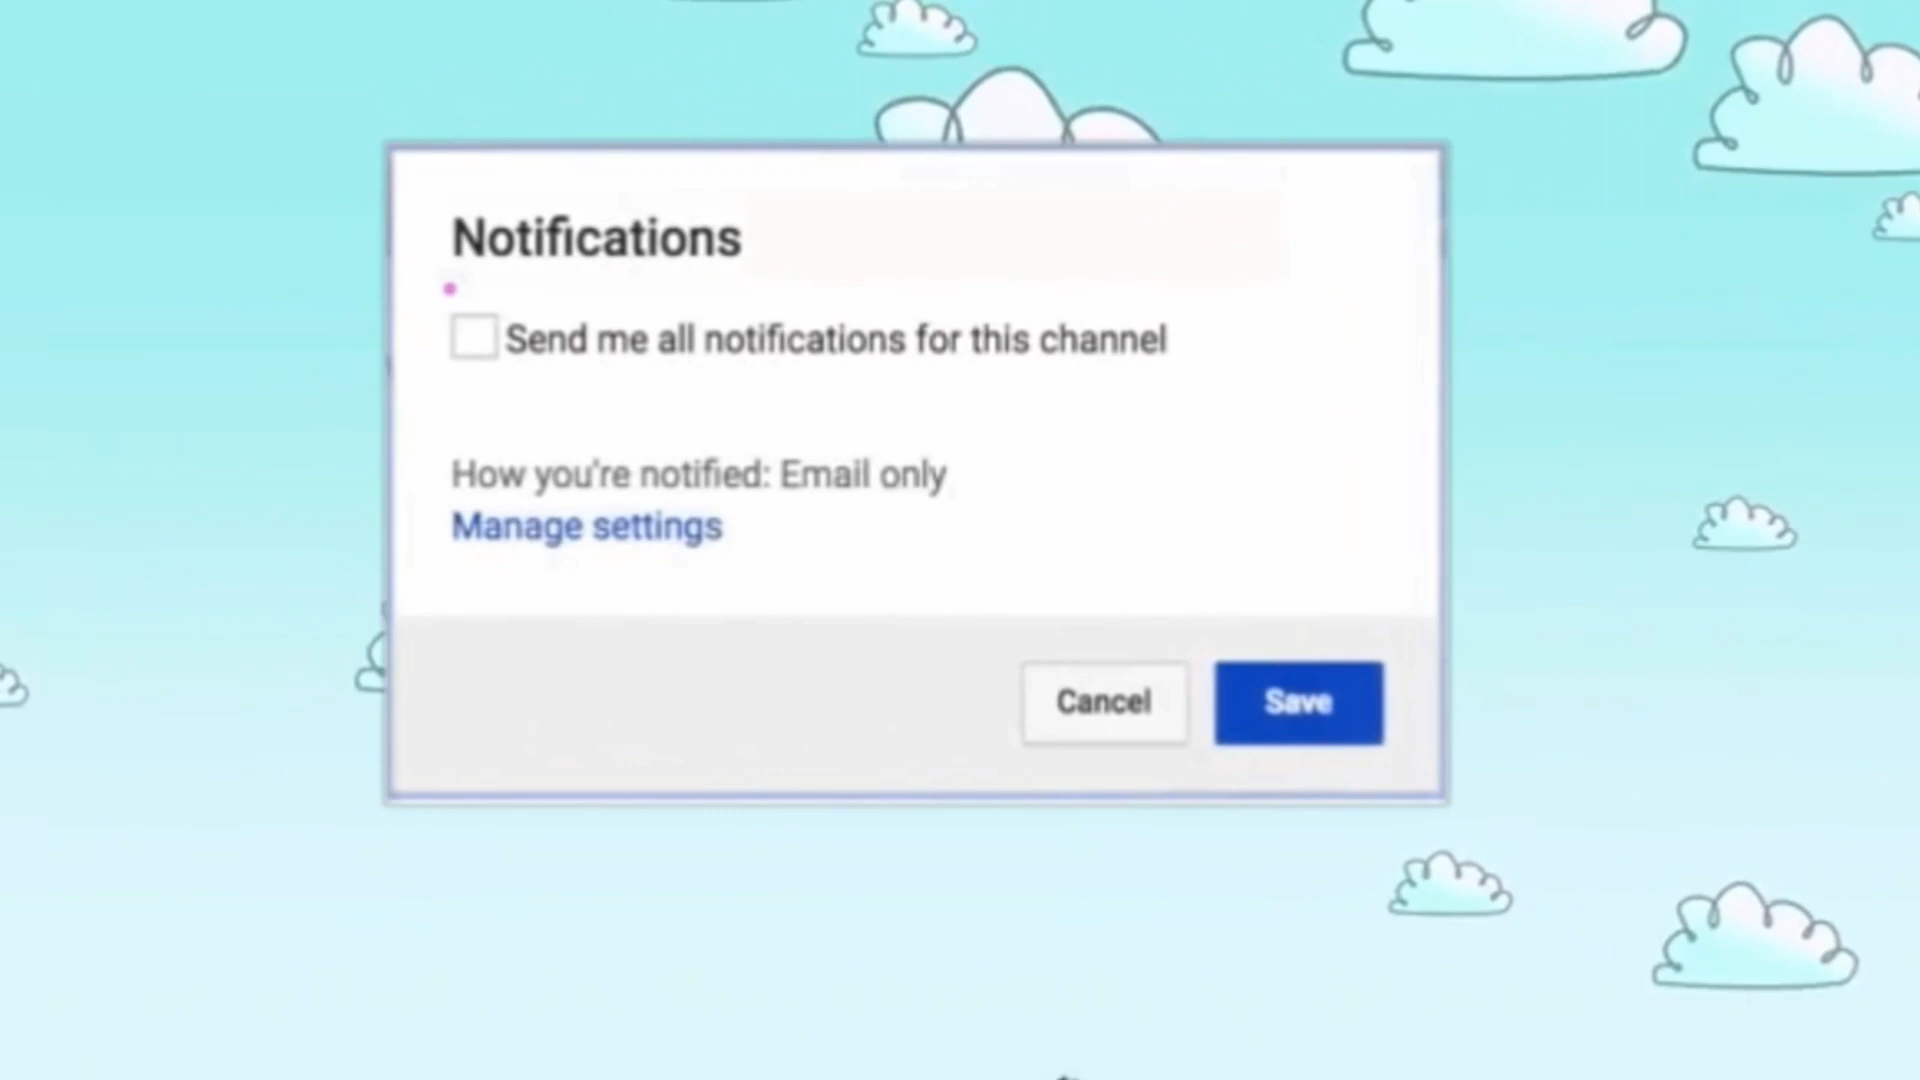 Notifications
Send me all notifications for this channel
How you're notified: Email only
Manage settings
Cancel
Save